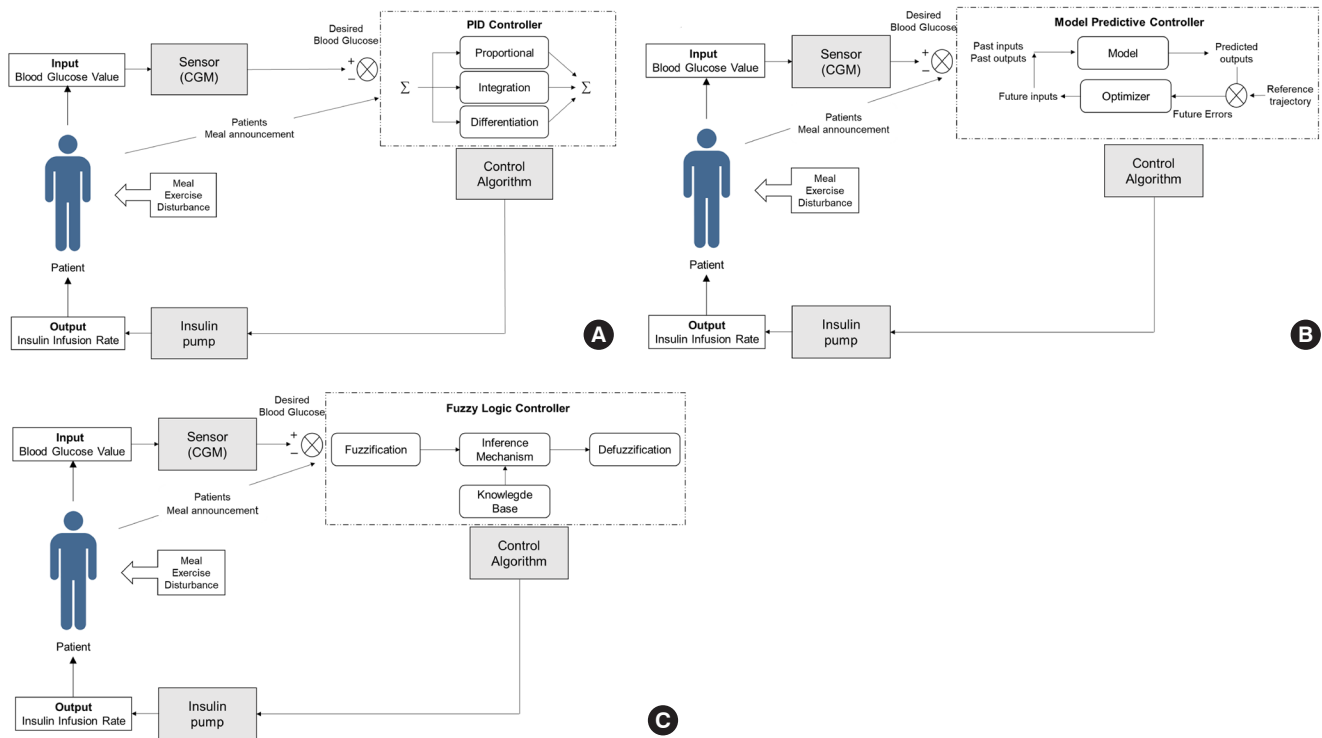 PID Controller
Desired
Blood Glucose
Input
Blood Glucose Value
Sensor
(CGM)
+
−
Proportional
Σ
Integration
Σ
Differentiation
Patients
Meal announcement
Control
Algorithm
Meal
Exercise
Disturbance
Patient
Output
Insulin Infusion Rate
Insulin
pump
A
Model Predictive Controller
Desired
Blood Glucose
Input
Blood Glucose Value
Sensor
(CGM)
+
−
Past inputs
Past outputs
Model
Predicted
outputs
Future inputs
Optimizer
Reference
trajectory
Future Errors
Patients
Meal announcement
Control
Algorithm
Meal
Exercise
Disturbance
Patient
Output
Insulin Infusion Rate
Insulin
pump
B
Fuzzy Logic Controller
Desired
Blood Glucose
Input
Blood Glucose Value
Sensor
(CGM)
+
−
Fuzzification
Inference
Mechanism
Defuzzification
Knowlegde
Base
Patients
Meal announcement
Control
Algorithm
Meal
Exercise
Disturbance
Patient
Output
Insulin Infusion Rate
Insulin
pump
C